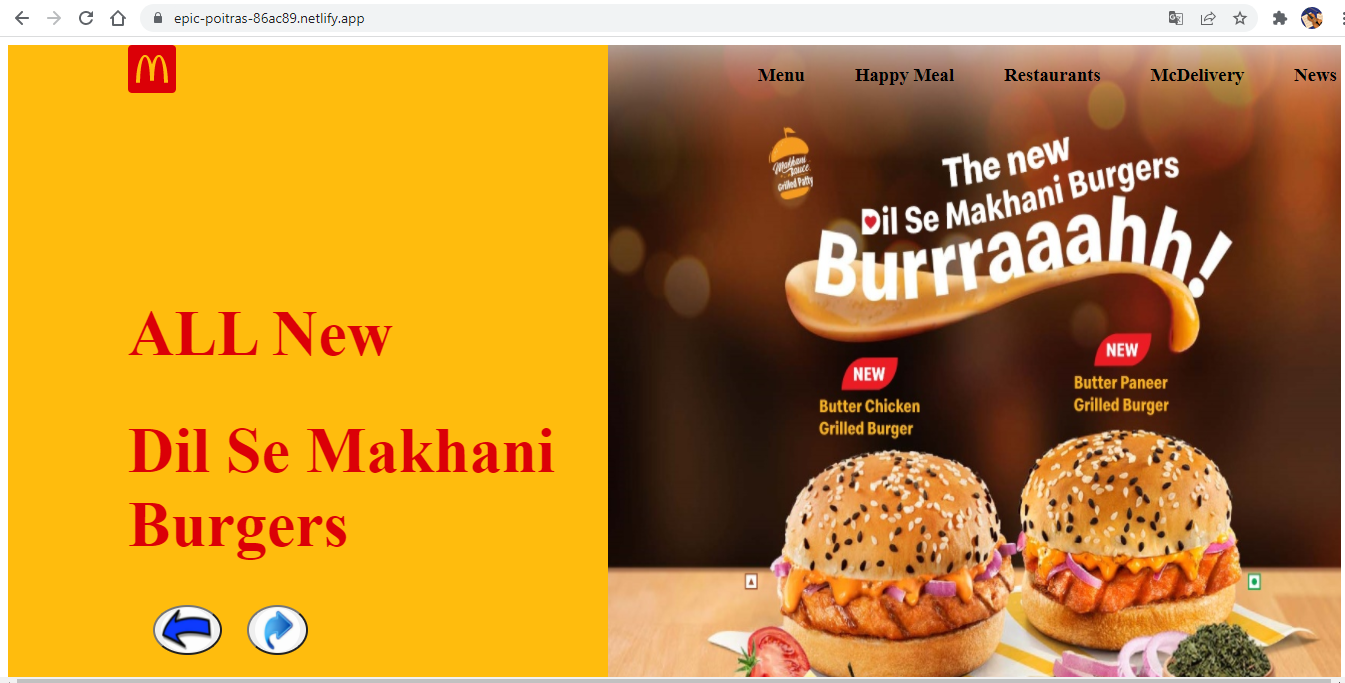 epic-poitras-86ac89.netlify.app
Menu Happy Meal Restaurants McDelivery News
Makhani
Sauce
Grilled Patty
The new
Dil Se Makhani Burgers
Burrraaahh!
NEW
Butter Chicken
Grilled Burger
NEW
Butter Paneer
Grilled Burger
ALL New
Dil Se Makhani
Burgers